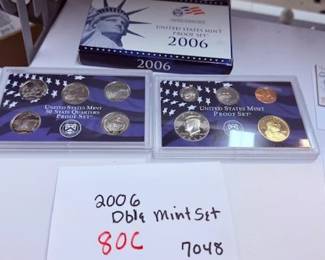 UNITED STATES MINT
PROOF SET
2006
2006
UNITED STATES MINT
50 STATE QUARTERS
PROOF SET
UNITED STATES MINT
PROOF SET
2006
Dble Mint Set
80C
7048